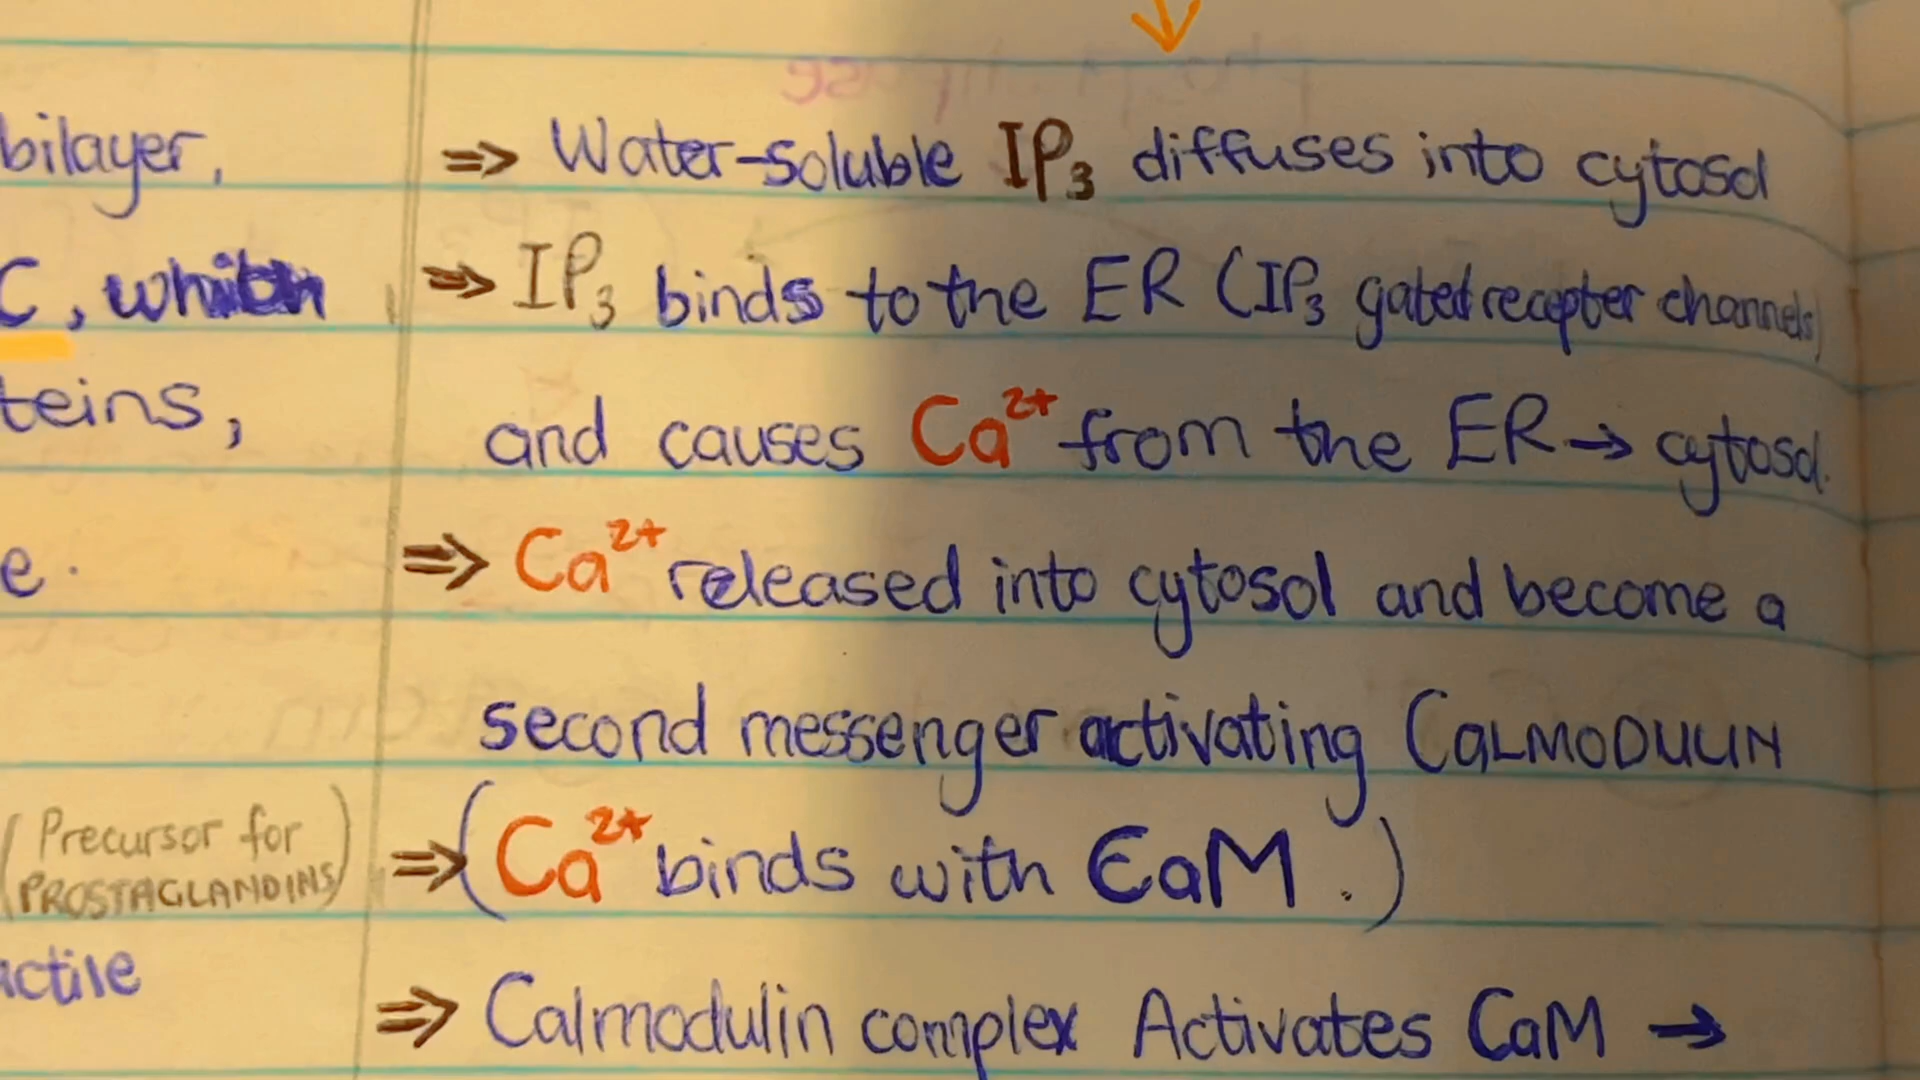 bilayer,
C, which
teins,
e.
(Precursor for
PROSTAGLANDINS)
actile
⇒ Water-soluble IP₃ diffuses into cytosol
⇒ IP₃ binds to the ER (IP₃ gated recepter channels)
and causes Ca²⁺ from the ER → cytosol.
⇒ Ca²⁺ released into cytosol and become a
second messenger activating CaLMODULIN
⇒ (Ca²⁺ binds with CaM.)
⇒ Calmodulin complex Activates CaM →